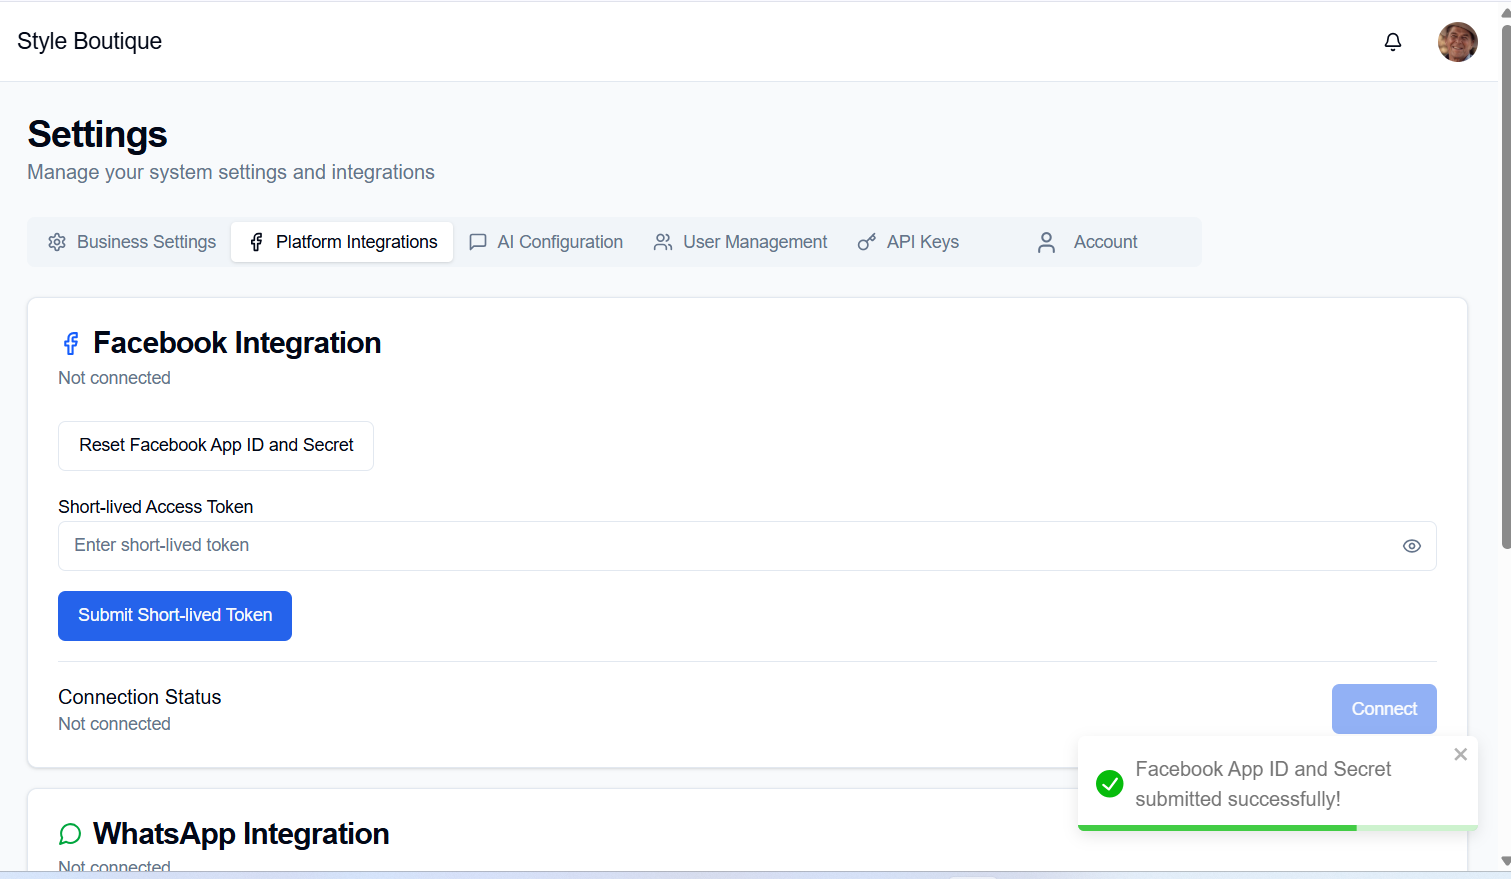 Style Boutique
Settings
Manage your system settings and integrations
Business Settings
Platform Integrations
AI Configuration
User Management
API Keys
Account
Facebook Integration
Not connected
Reset Facebook App ID and Secret
Short-lived Access Token
Enter short-lived token
Submit Short-lived Token
Connection Status
Not connected
Connect
Facebook App ID and Secret
submitted successfully!
WhatsApp Integration
Not connected